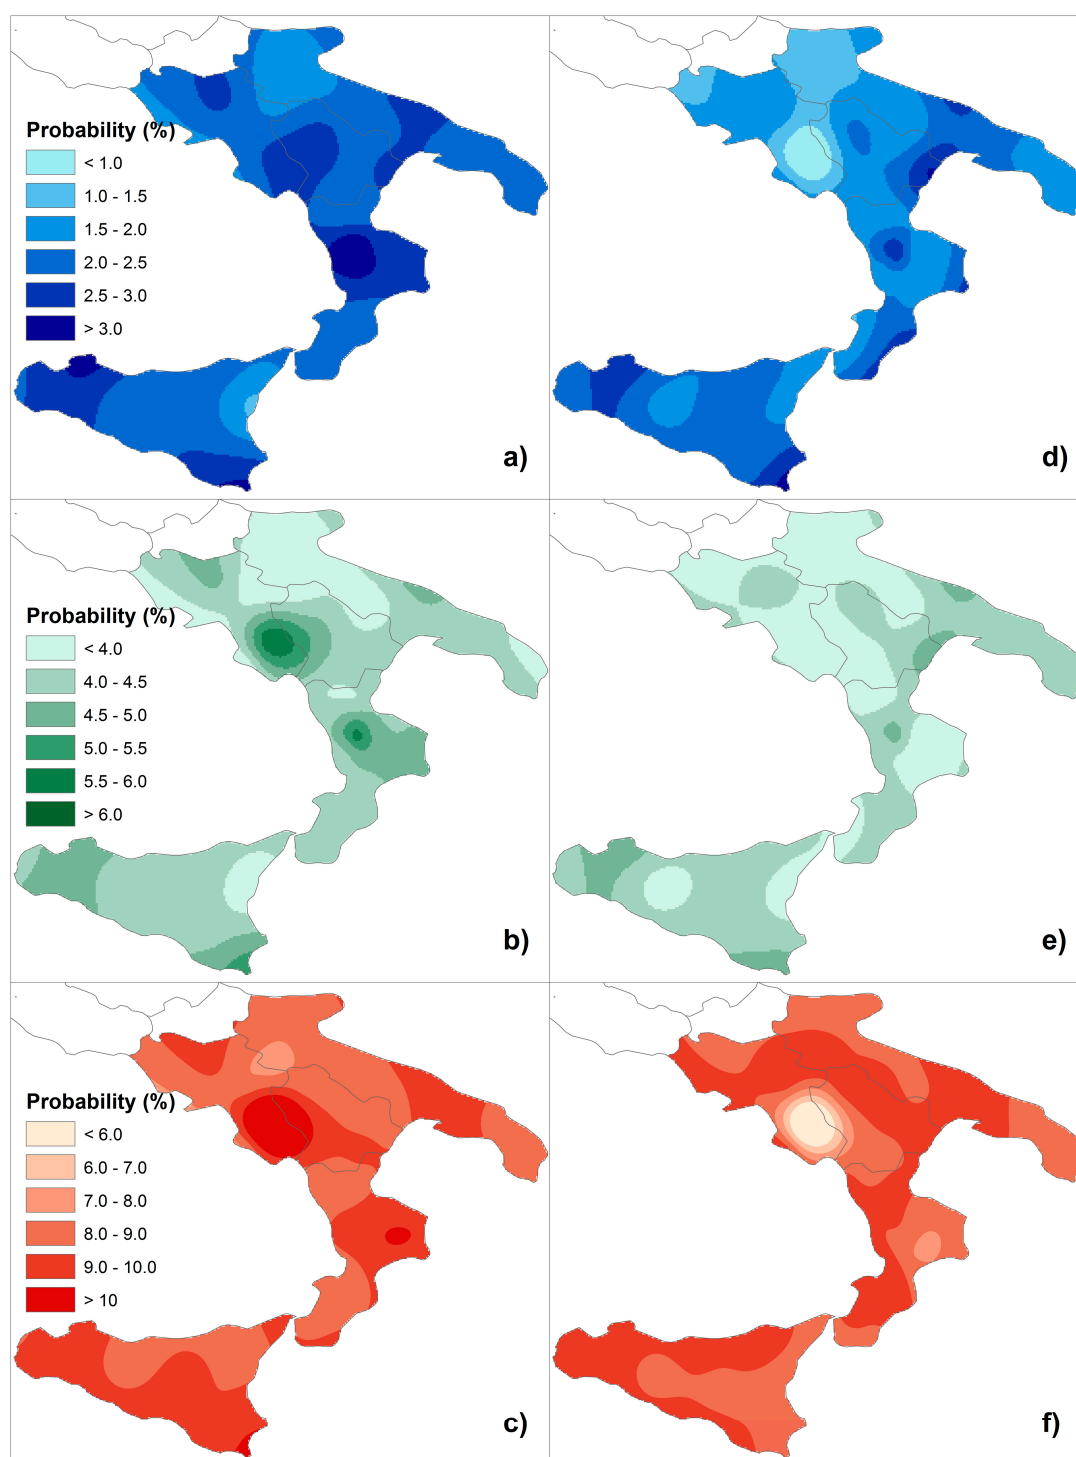 Probability (%)
< 1.0
1.0 - 1.5
1.5 - 2.0
2.0 - 2.5
2.5 - 3.0
> 3.0
a)
d)
Probability (%)
< 4.0
4.0 - 4.5
4.5 - 5.0
5.0 - 5.5
5.5 - 6.0
> 6.0
b)
e)
Probability (%)
< 6.0
6.0 - 7.0
7.0 - 8.0
8.0 - 9.0
9.0 - 10.0
> 10
c)
f)